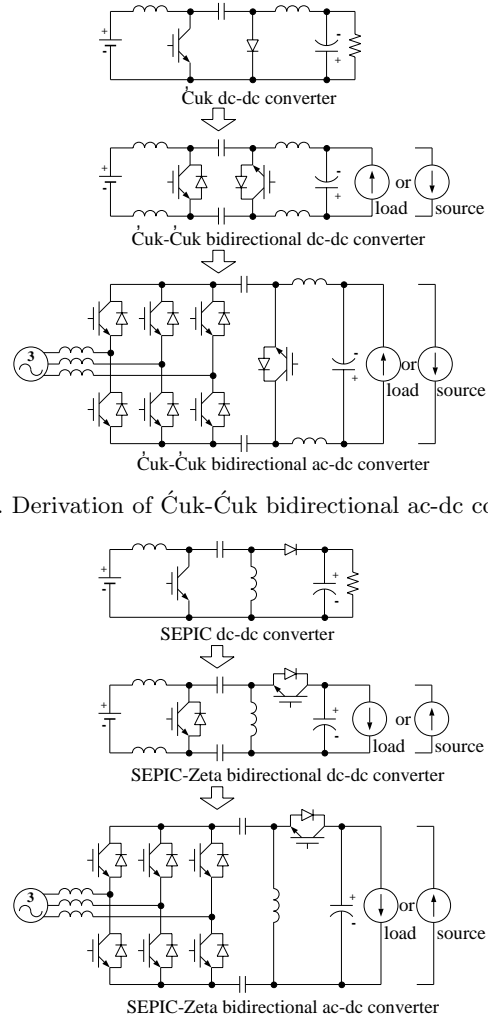 +
-
-
+
Ćuk dc-dc converter
+
-
-
+
or
load
source
Ćuk-Ćuk bidirectional dc-dc converter
3
-
+
or
load
source
Ćuk-Ćuk bidirectional ac-dc converter
. Derivation of Ćuk-Ćuk bidirectional ac-dc co
+
-
+
-
SEPIC dc-dc converter
+
-
+
-
or
load
source
SEPIC-Zeta bidirectional dc-dc converter
3
+
-
or
load
source
SEPIC-Zeta bidirectional ac-dc converter